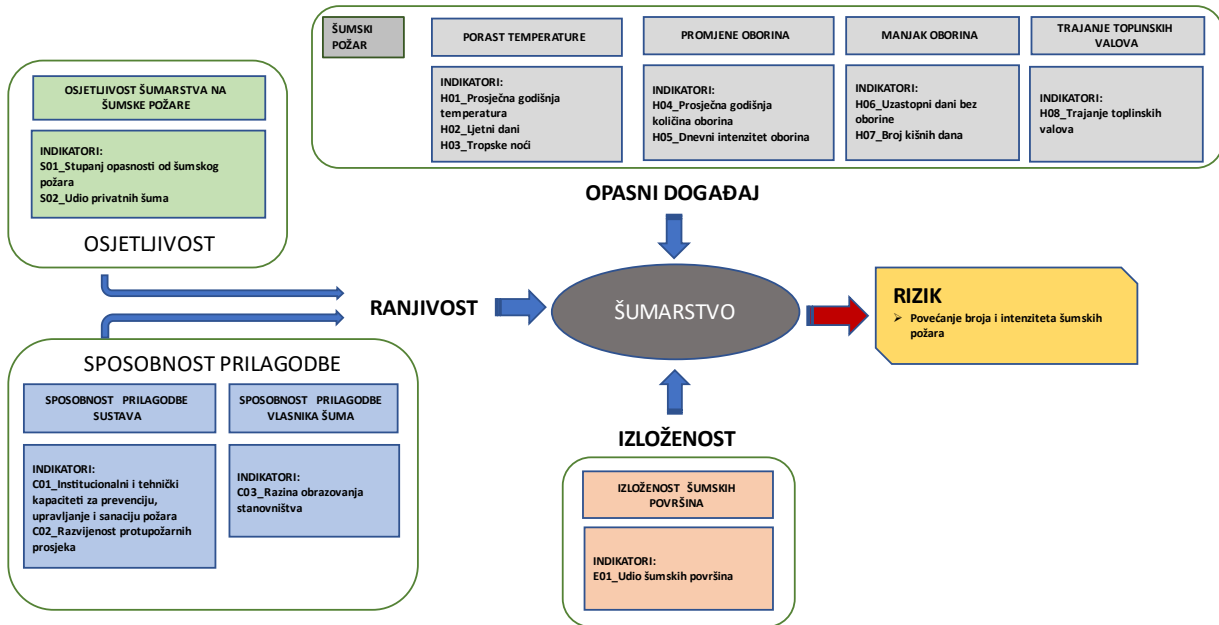 ŠUMSKI
POŽAR
PORAST TEMPERATURE
INDIKATORI:
H01_Prosječna godišnja
temperatura
H02_Ljetni dani
H03_Tropske noći
PROMJENE OBORINA
INDIKATORI:
H04_Prosječna godišnja
količina oborina
H05_Dnevni intenzitet oborina
MANJAK OBORINA
INDIKATORI:
H06_Uzastopni dani bez
oborine
H07_Broj kišnih dana
TRAJANJE TOPLINSKIH
VALOVA
INDIKATORI:
H08_Trajanje toplinskih
valova
OPASNI DOGAĐAJ
OSJETLJIVOST ŠUMARSTVA NA
ŠUMSKE POŽARE
INDIKATORI:
S01_Stupanj opasnosti od šumskog
požara
S02_Udio privatnih šuma
OSJETLJIVOST
RANJIVOST
ŠUMARSTVO
RIZIK
➢ Povećanje broja i intenziteta šumskih
požara
SPOSOBNOST PRILAGODBE
SPOSOBNOST PRILAGODBE
SUSTAVA
INDIKATORI:
C01_Institucionalni i tehnički
kapaciteti za prevenciju,
upravljanje i sanaciju požara
C02_Razvijenost protupožarnih
prosjeka
SPOSOBNOST PRILAGODBE
VLASNIKA ŠUMA
INDIKATORI:
C03_Razina obrazovanja
stanovništva
IZLOŽENOST
IZLOŽENOST ŠUMSKIH
POVRŠINA
INDIKATORI:
E01_Udio šumskih površina